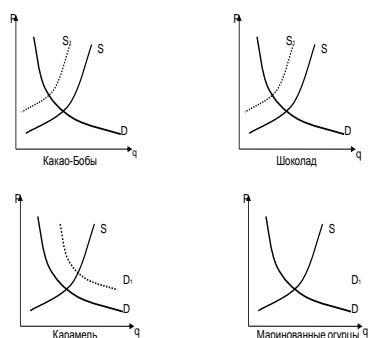 P
S₁
S
D
q
Какао-Бобы
P
S₁
S
D
q
Шоколад
P
S
D₁
D
q
Карамель
P
S
D₁
D
q
Маринованные огурцы